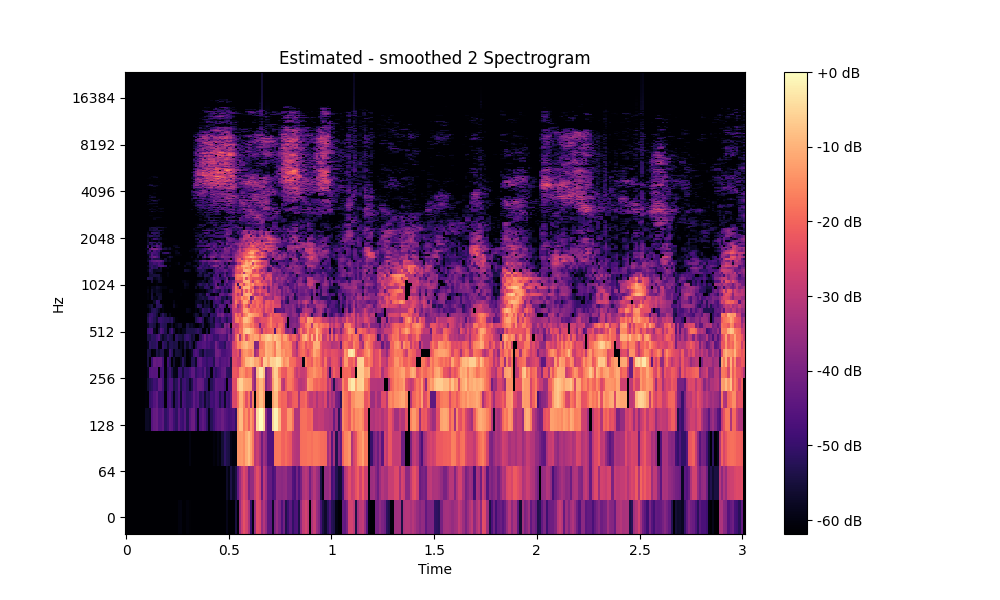 Estimated - smoothed 2 Spectrogram
Hz
16384
8192
4096
2048
1024
512
256
128
64
0
0 0.5 1 1.5 2 2.5 3
Time
+0 dB
-10 dB
-20 dB
-30 dB
-40 dB
-50 dB
-60 dB